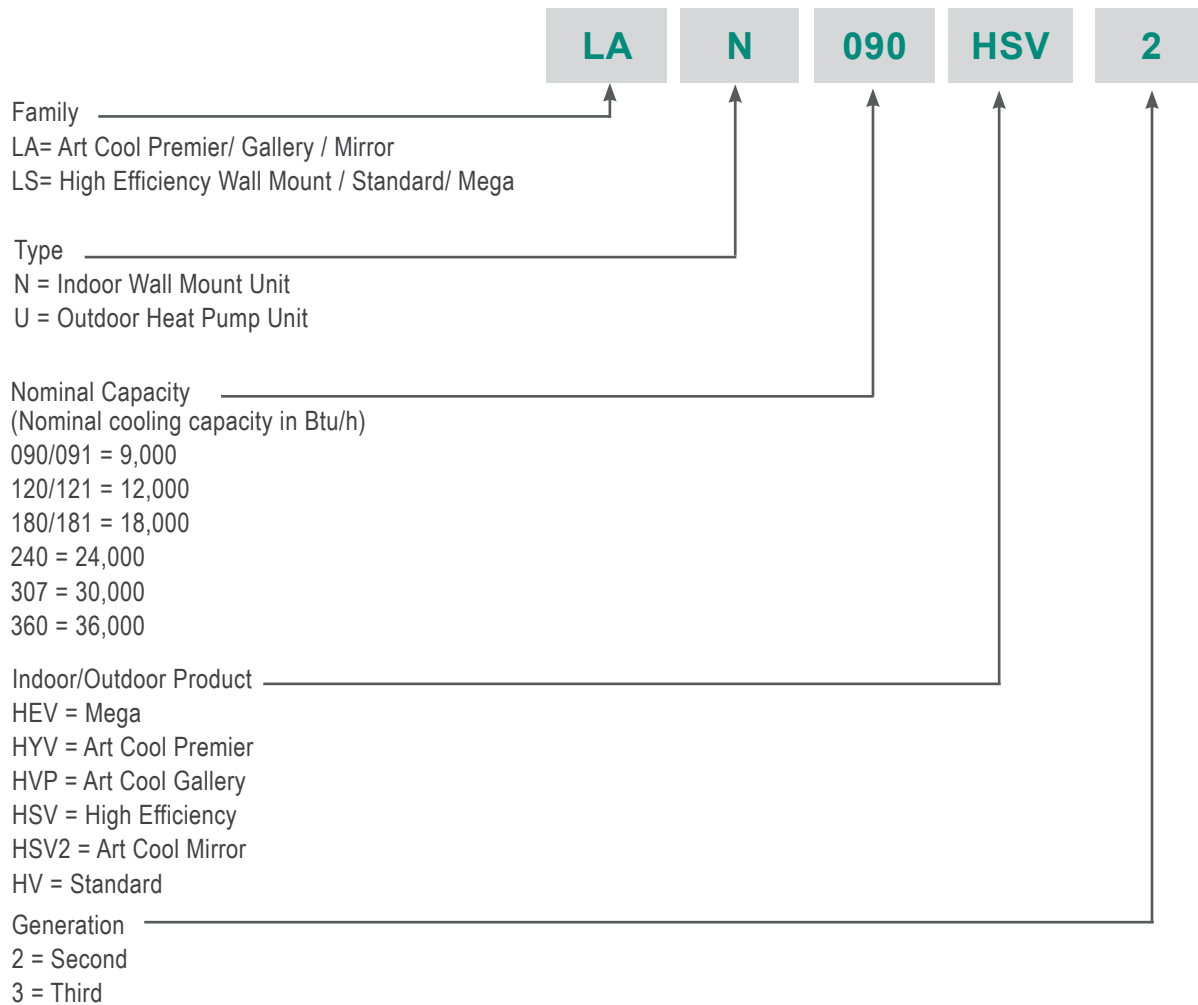 LA N 090 HSV 2
Family
LA= Art Cool Premier/ Gallery / Mirror
LS= High Efficiency Wall Mount / Standard/ Mega
Type
N = Indoor Wall Mount Unit
U = Outdoor Heat Pump Unit
Nominal Capacity
(Nominal cooling capacity in Btu/h)
090/091 = 9,000
120/121 = 12,000
180/181 = 18,000
240 = 24,000
307 = 30,000
360 = 36,000
Indoor/Outdoor Product
HEV = Mega
HYV = Art Cool Premier
HVP = Art Cool Gallery
HSV = High Efficiency
HSV2 = Art Cool Mirror
HV = Standard
Generation
2 = Second
3 = Third